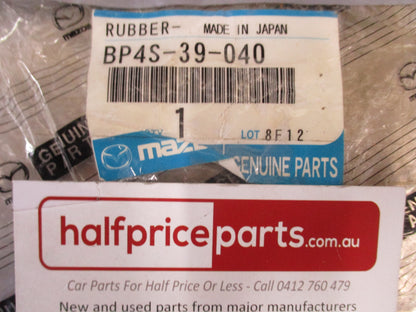 RUBBER- MADE IN JAPAN
BP4S-39-040
1
LOT 8F12
GENUINE PARTS
halfpriceparts.com.au
Car Parts For Half Price Or Less - Call 0412 760 479
New and used parts from major manufacturers